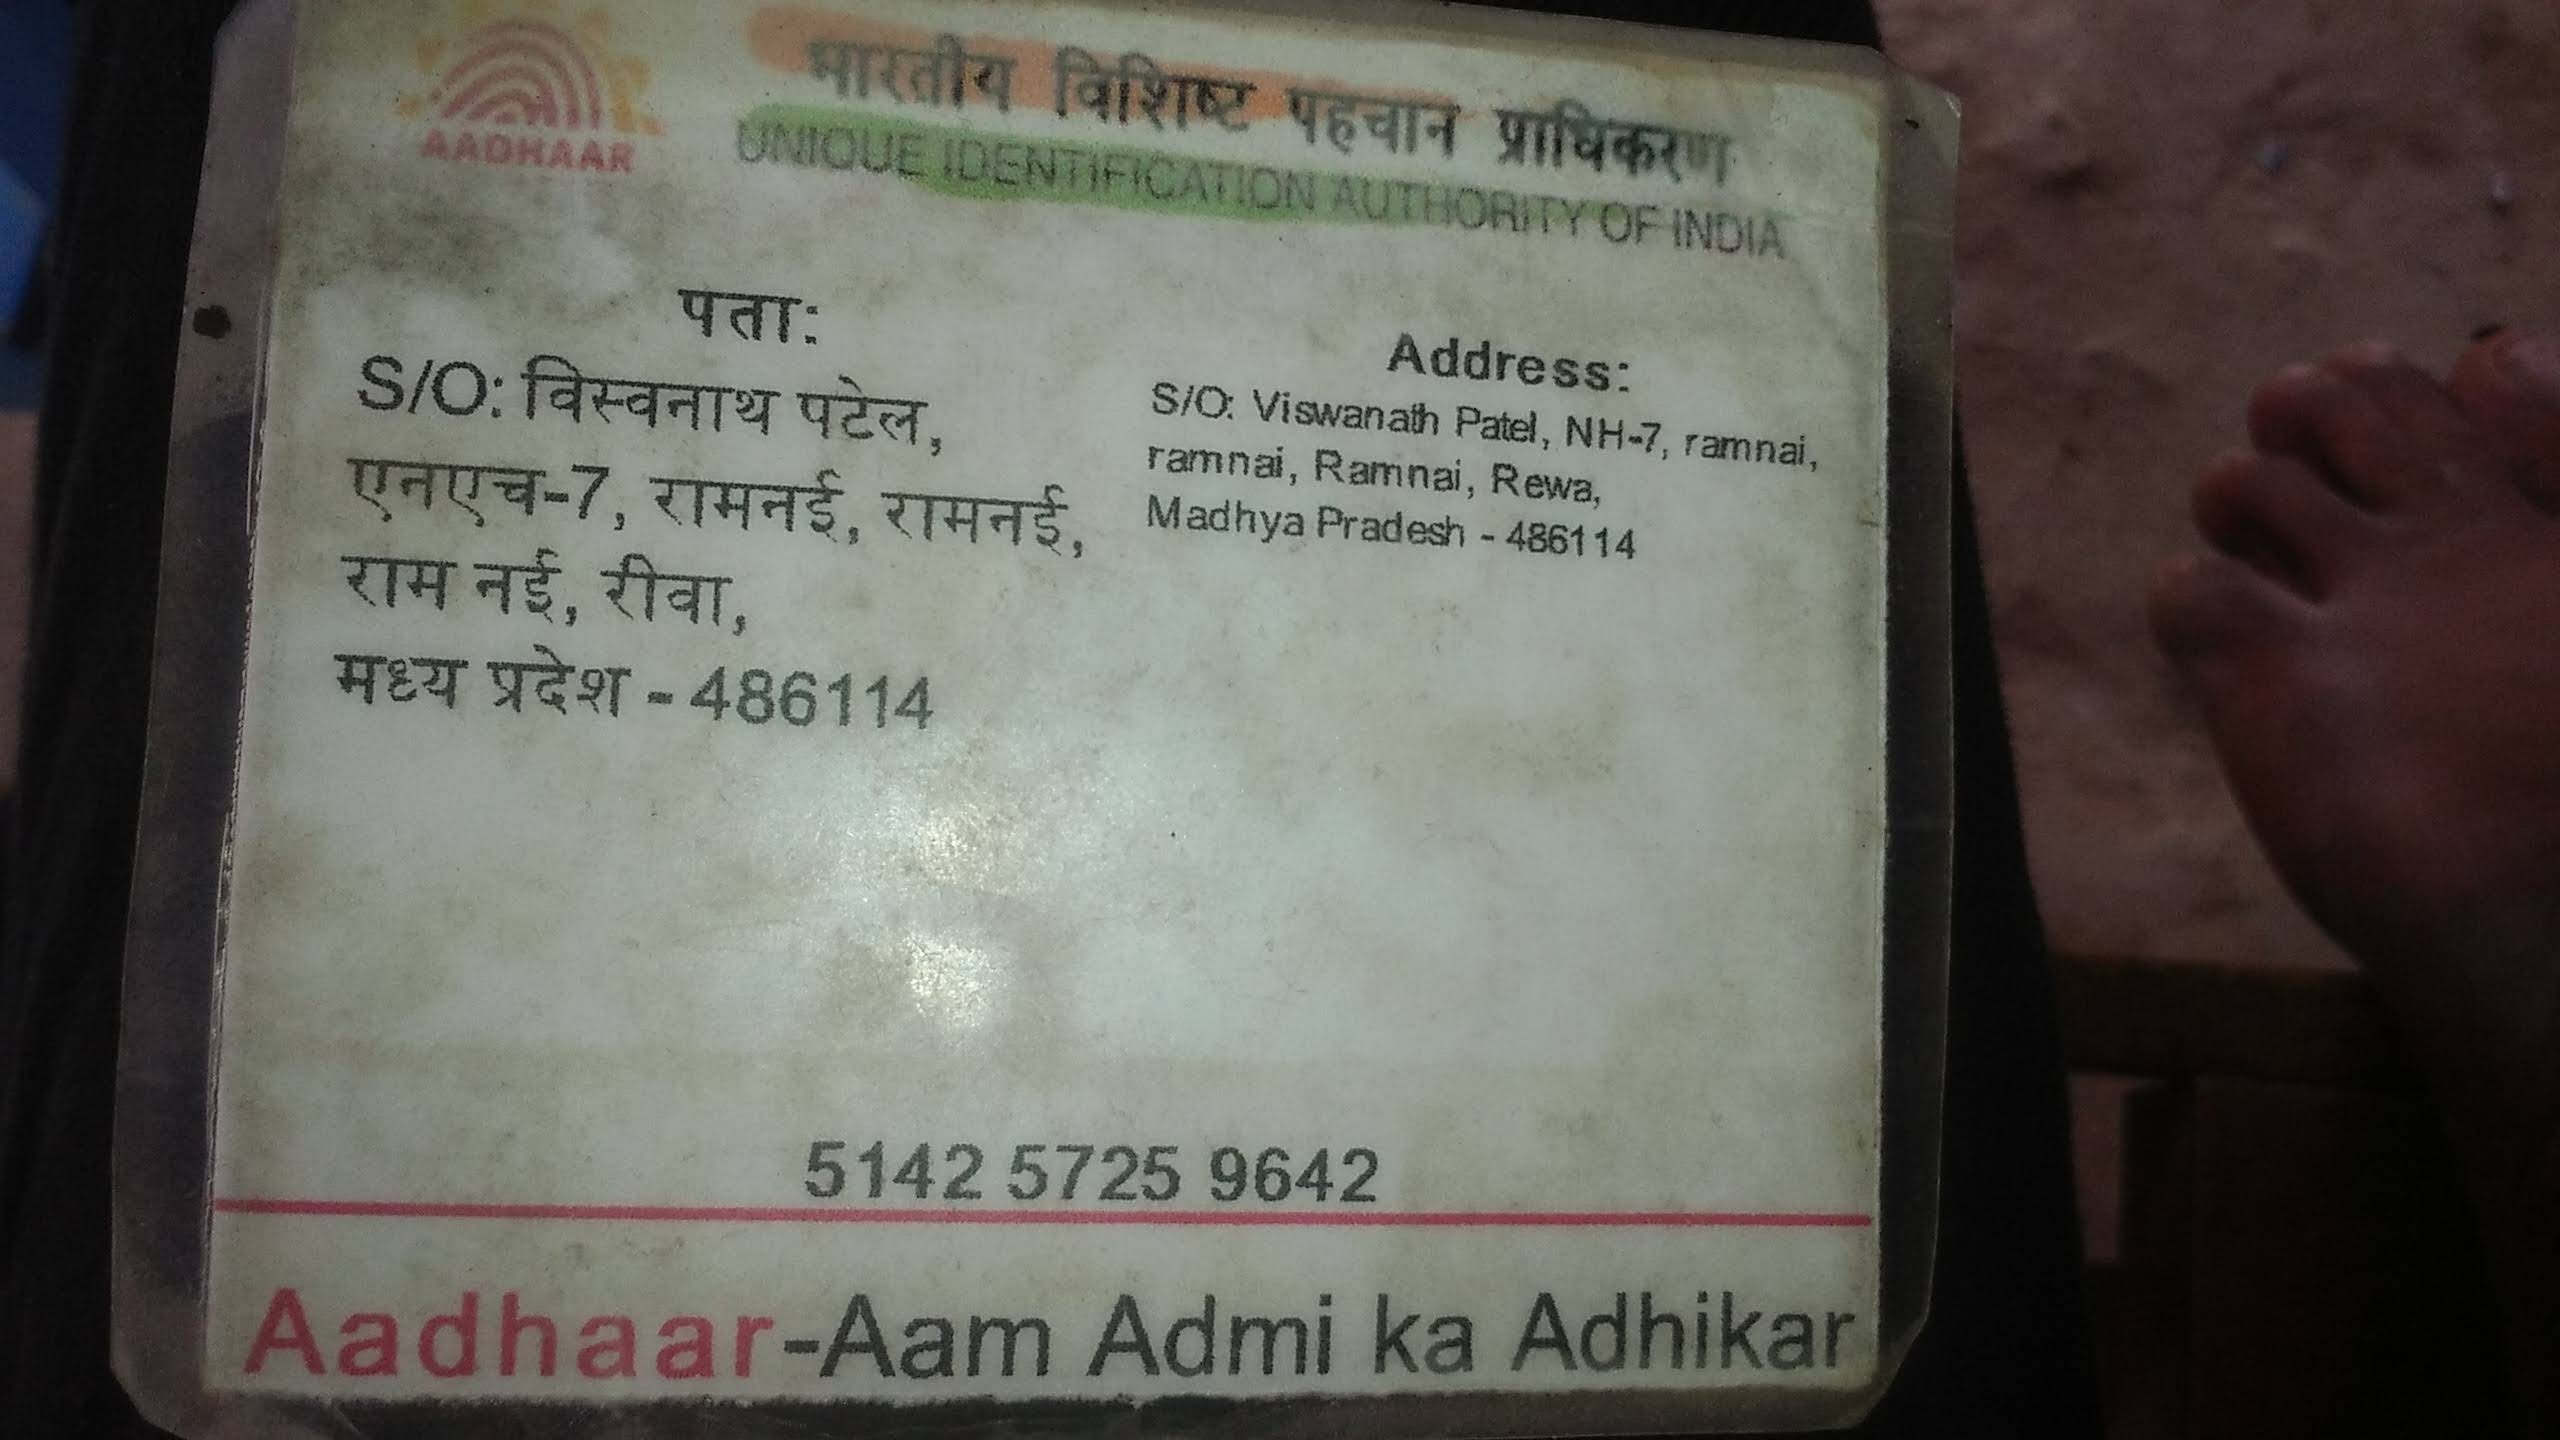 AADHAAR
भारतीय विशिष्ट पहचान प्राधिकरण
UNIQUE IDENTIFICATION AUTHORITY OF INDIA
पता:
S/O: विस्वनाथ पटेल,
एनएच-7, रामनई, रामनई,
राम नई, रीवा,
मध्य प्रदेश - 486114
Address:
S/O: Viswanath Patel, NH-7, ramnai,
ramnai, Ramnai, Rewa,
Madhya Pradesh - 486114
5142 5725 9642
Aadhaar-Aam Admi ka Adhikar